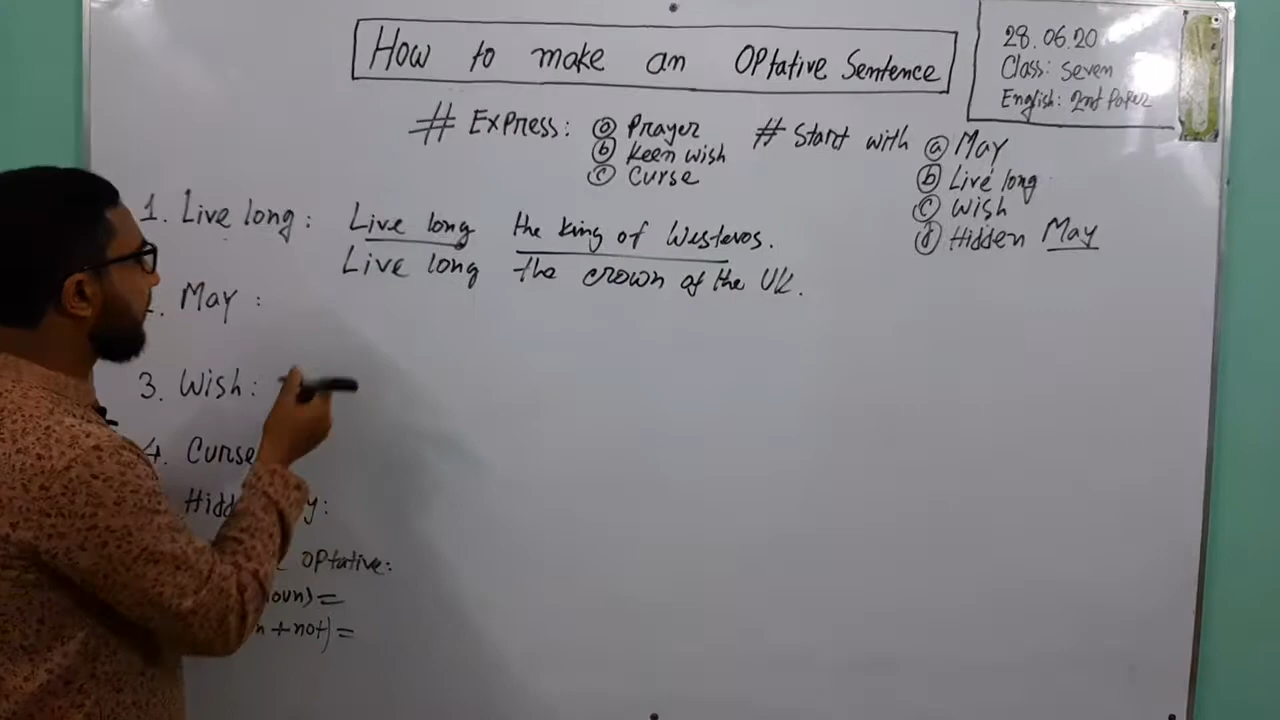 How to make an OPtative Sentence
28.06.20
Class: Seven
English: 2nd Paper
# Express: ⓐ Prayer
ⓑ Keen wish
ⓒ Curse
# Start with ⓐ May
ⓑ Live long
ⓒ Wish
ⓓ Hidden May
1. Live long: Live long the king of Westeros.
Live long the crown of the UK.
May :
3. Wish:
4. Curse
OPtative:
+not) =